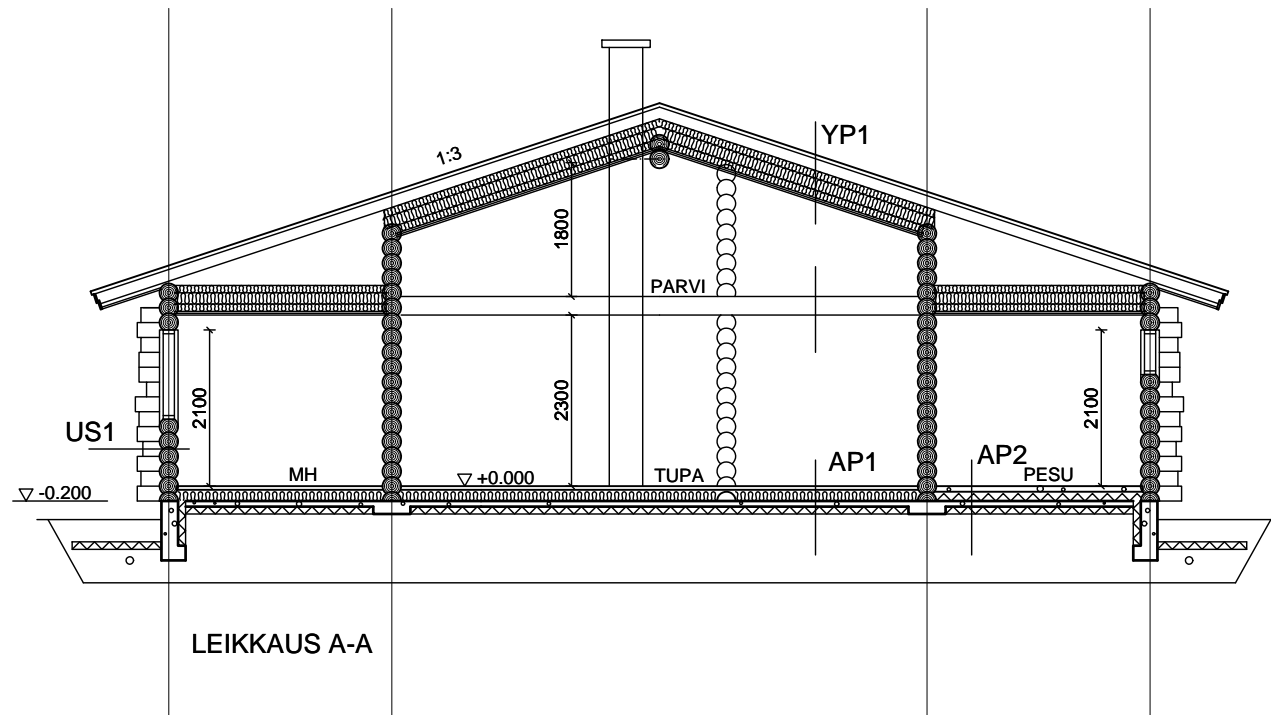 YP1
1:3
1800
PARVI
2100
2300
2100
US1
AP1
AP2
MH
+0.000
TUPA
PESU
-0.200
LEIKKAUS A-A